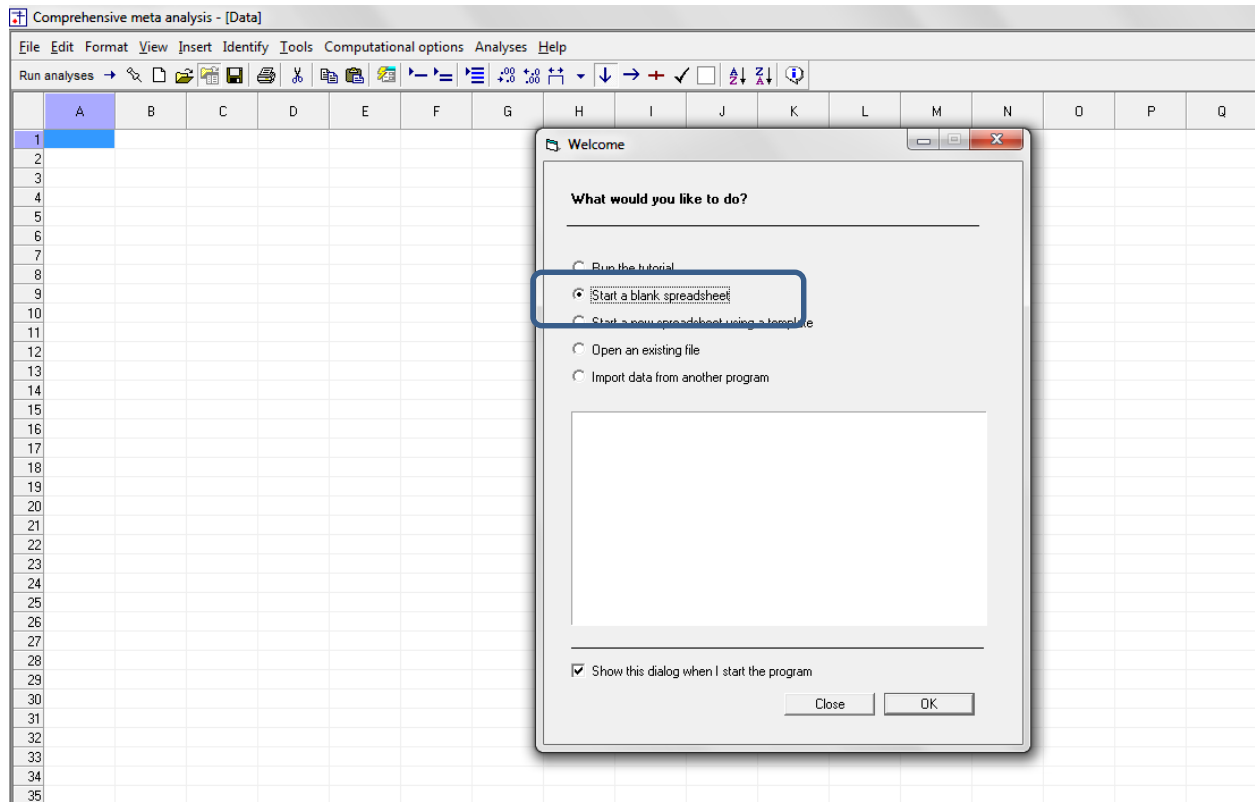 Comprehensive meta analysis - [Data]
File Edit Format View Insert Identify Tools Computational options Analyses Help
Run analyses
A B C D E F G H I J K L M N O P Q
1
2
3
4
5
6
7
8
9
10
11
12
13
14
15
16
17
18
19
20
21
22
23
24
25
26
27
28
29
30
31
32
33
34
35
Welcome
What would you like to do?
Run the tutorial
Start a blank spreadsheet
Start a new spreadsheet using a template
Open an existing file
Import data from another program
Show this dialog when I start the program
Close OK